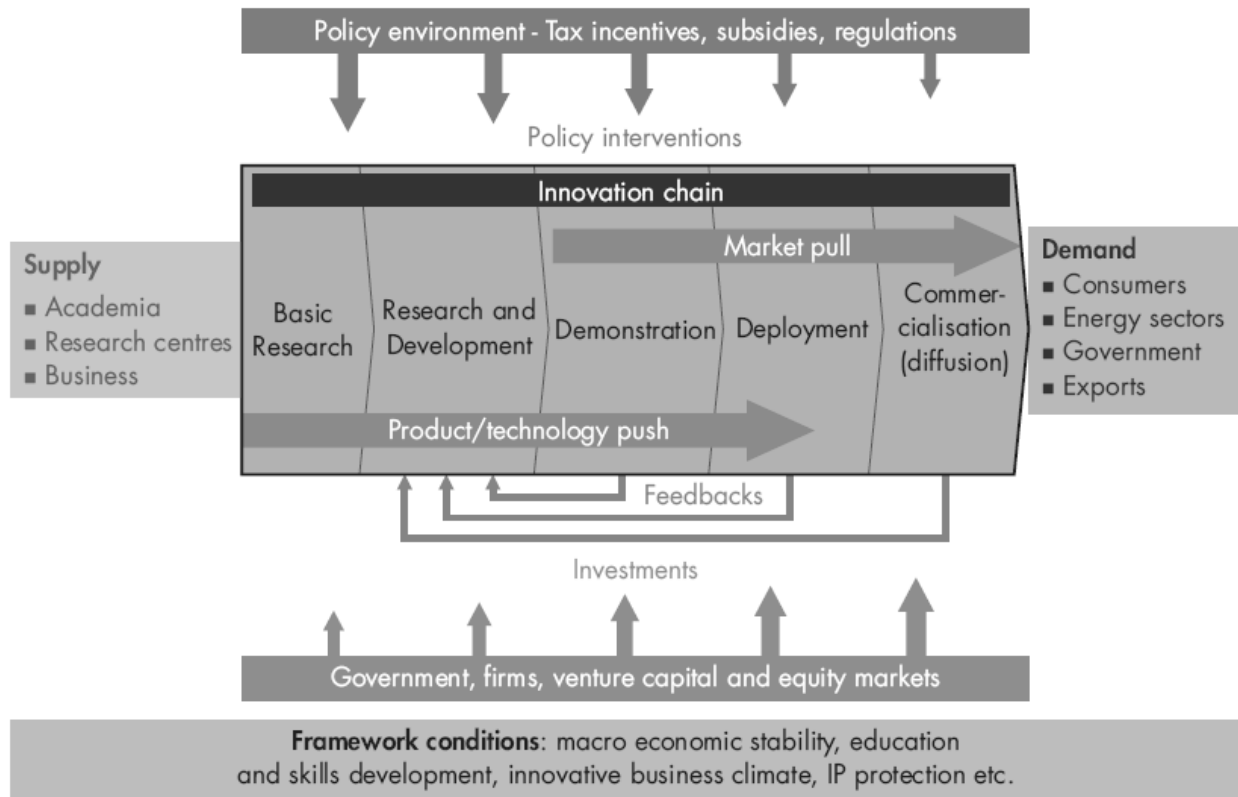 Policy environment - Tax incentives, subsidies, regulations
Policy interventions
Innovation chain
Market pull
Supply
■ Academia
■ Research centres
■ Business
Basic
Research
Research and
Development
Demonstration
Deployment
Commer-
cialisation
(diffusion)
Demand
■ Consumers
■ Energy sectors
■ Government
■ Exports
Product/technology push
Feedbacks
Investments
Government, firms, venture capital and equity markets
Framework conditions: macro economic stability, education
and skills development, innovative business climate, IP protection etc.